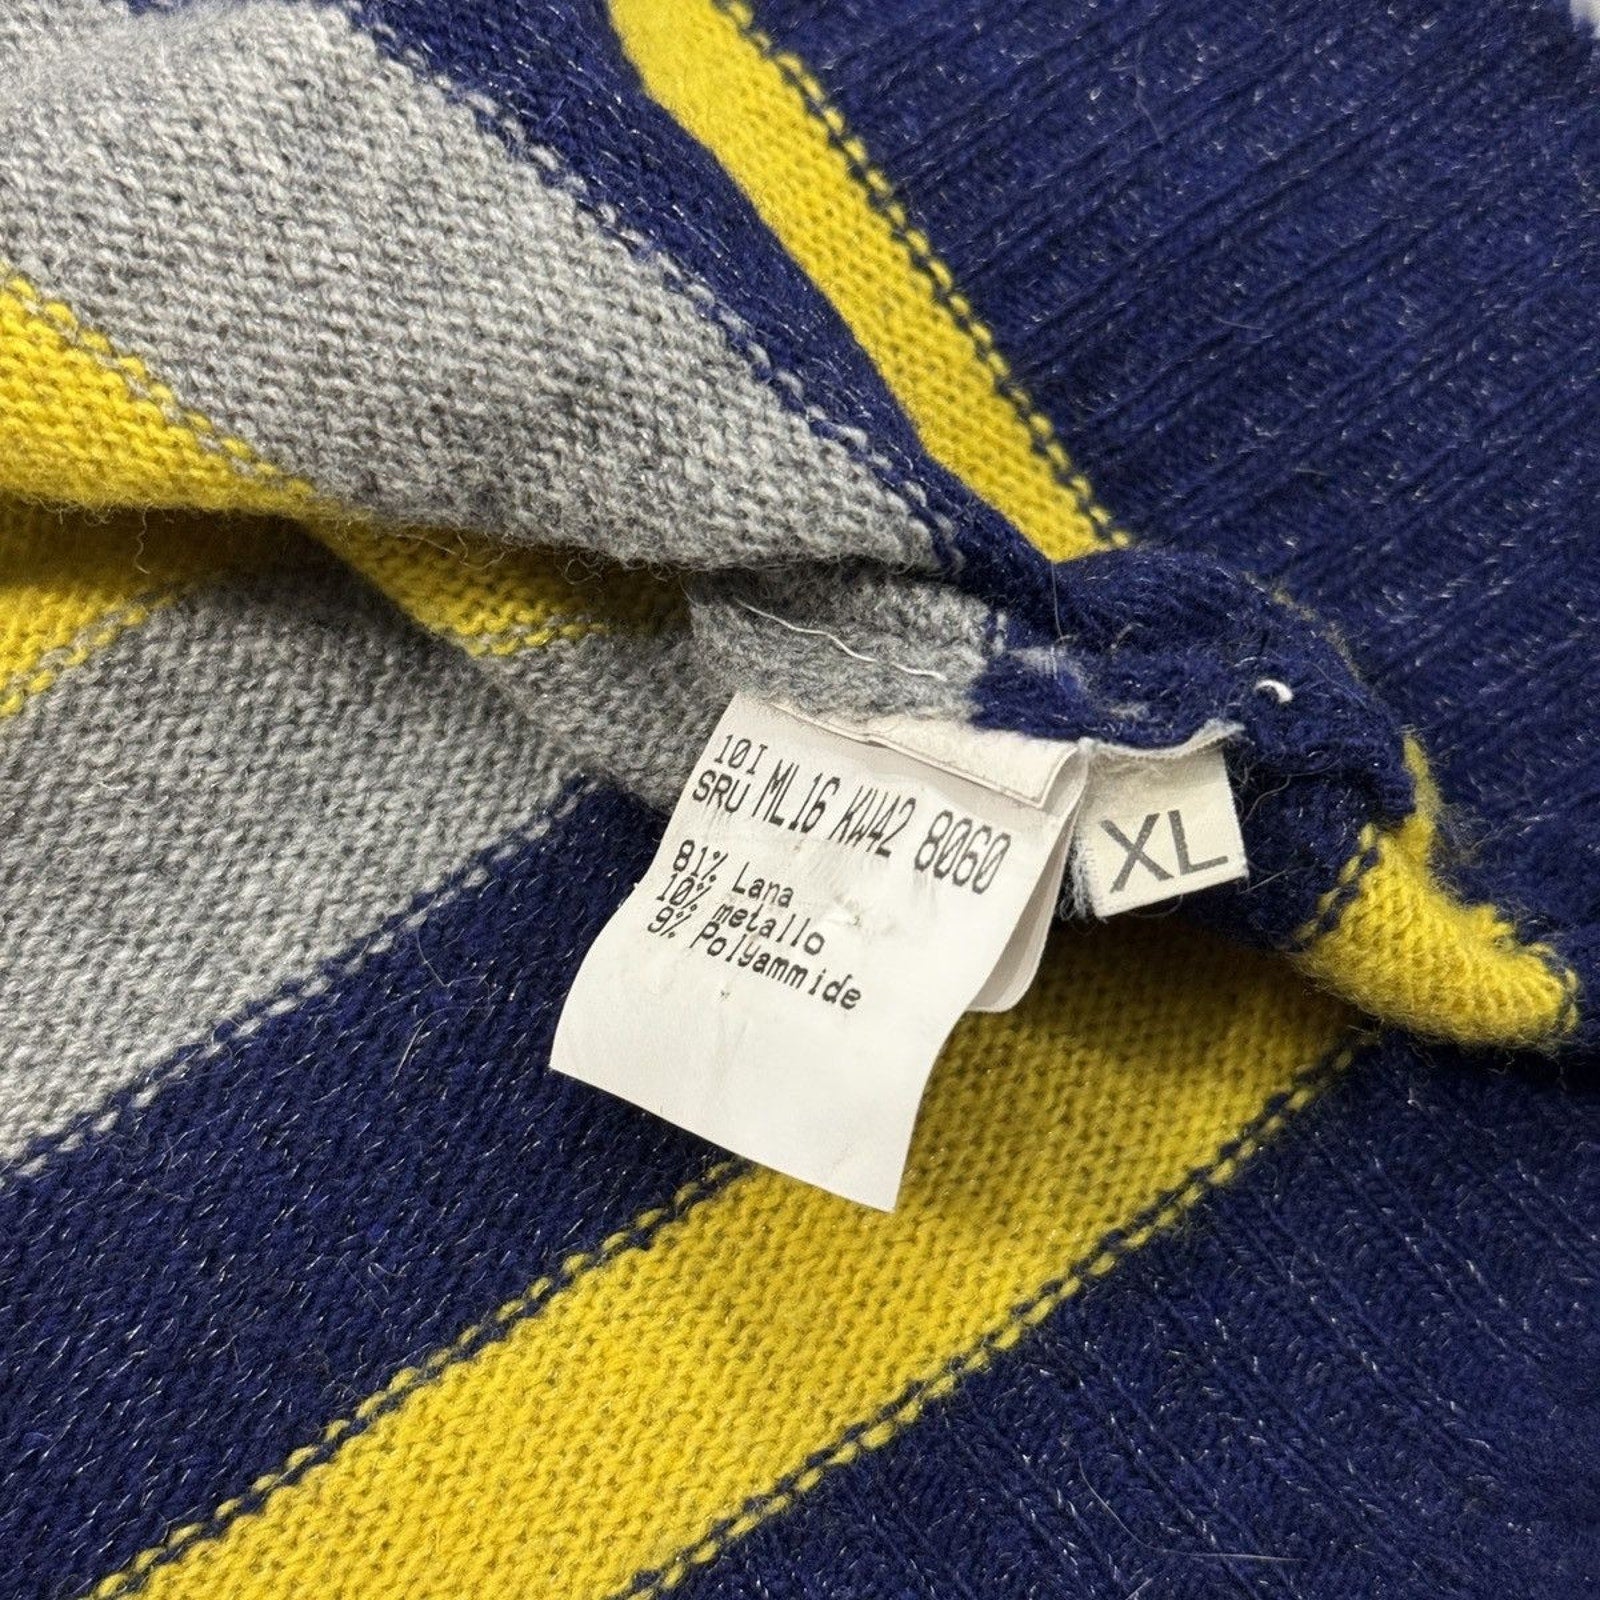 10I
SRU ML16 KW42 8060
81% Lana
10% metallo
9% Polyammide
XL